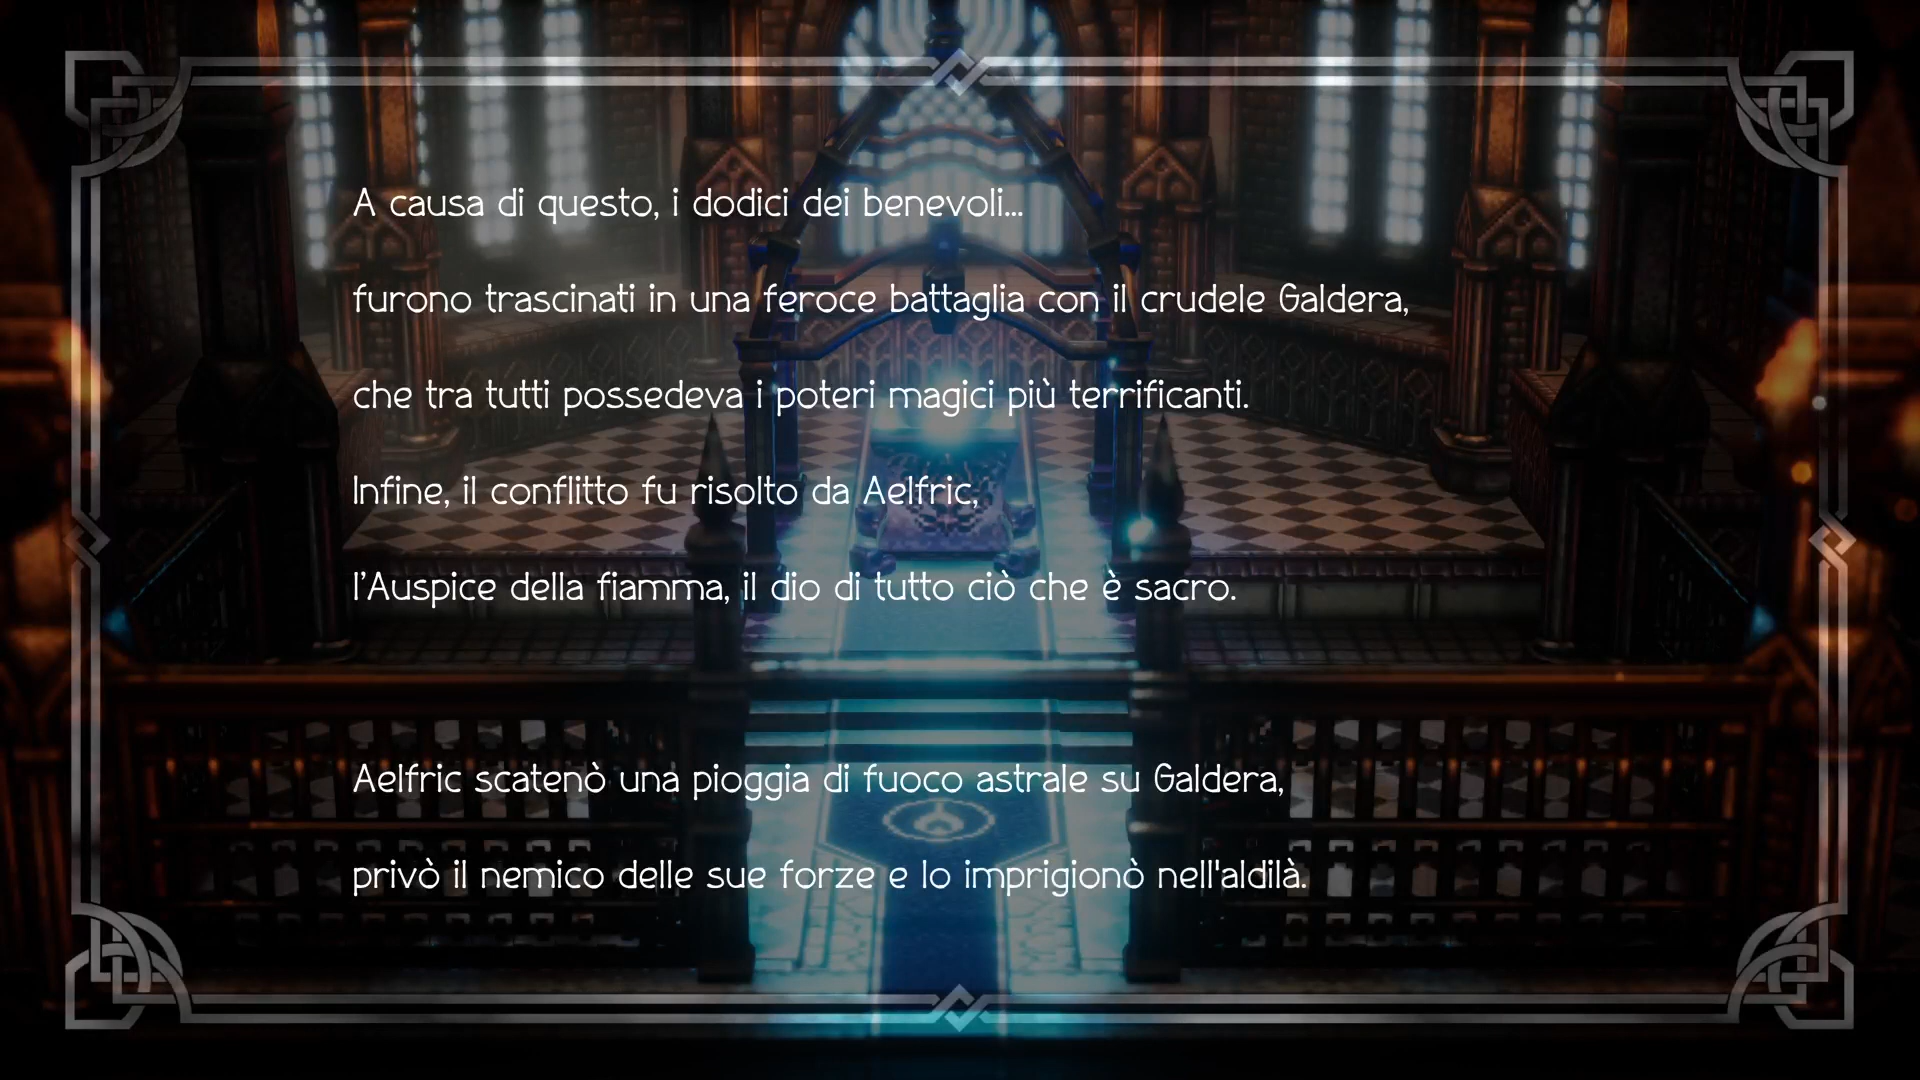 A causa di questo, i dodici dei benevoli...
furono trascinati in una feroce battaglia con il crudele Galdera,
che tra tutti possedeva i poteri magici più terrificanti.
Infine, il conflitto fu risolto da Aelfric,
l’Auspice della fiamma, il dio di tutto ciò che è sacro.
Aelfric scatenò una pioggia di fuoco astrale su Galdera,
privò il nemico delle sue forze e lo imprigionò nell'aldilà.